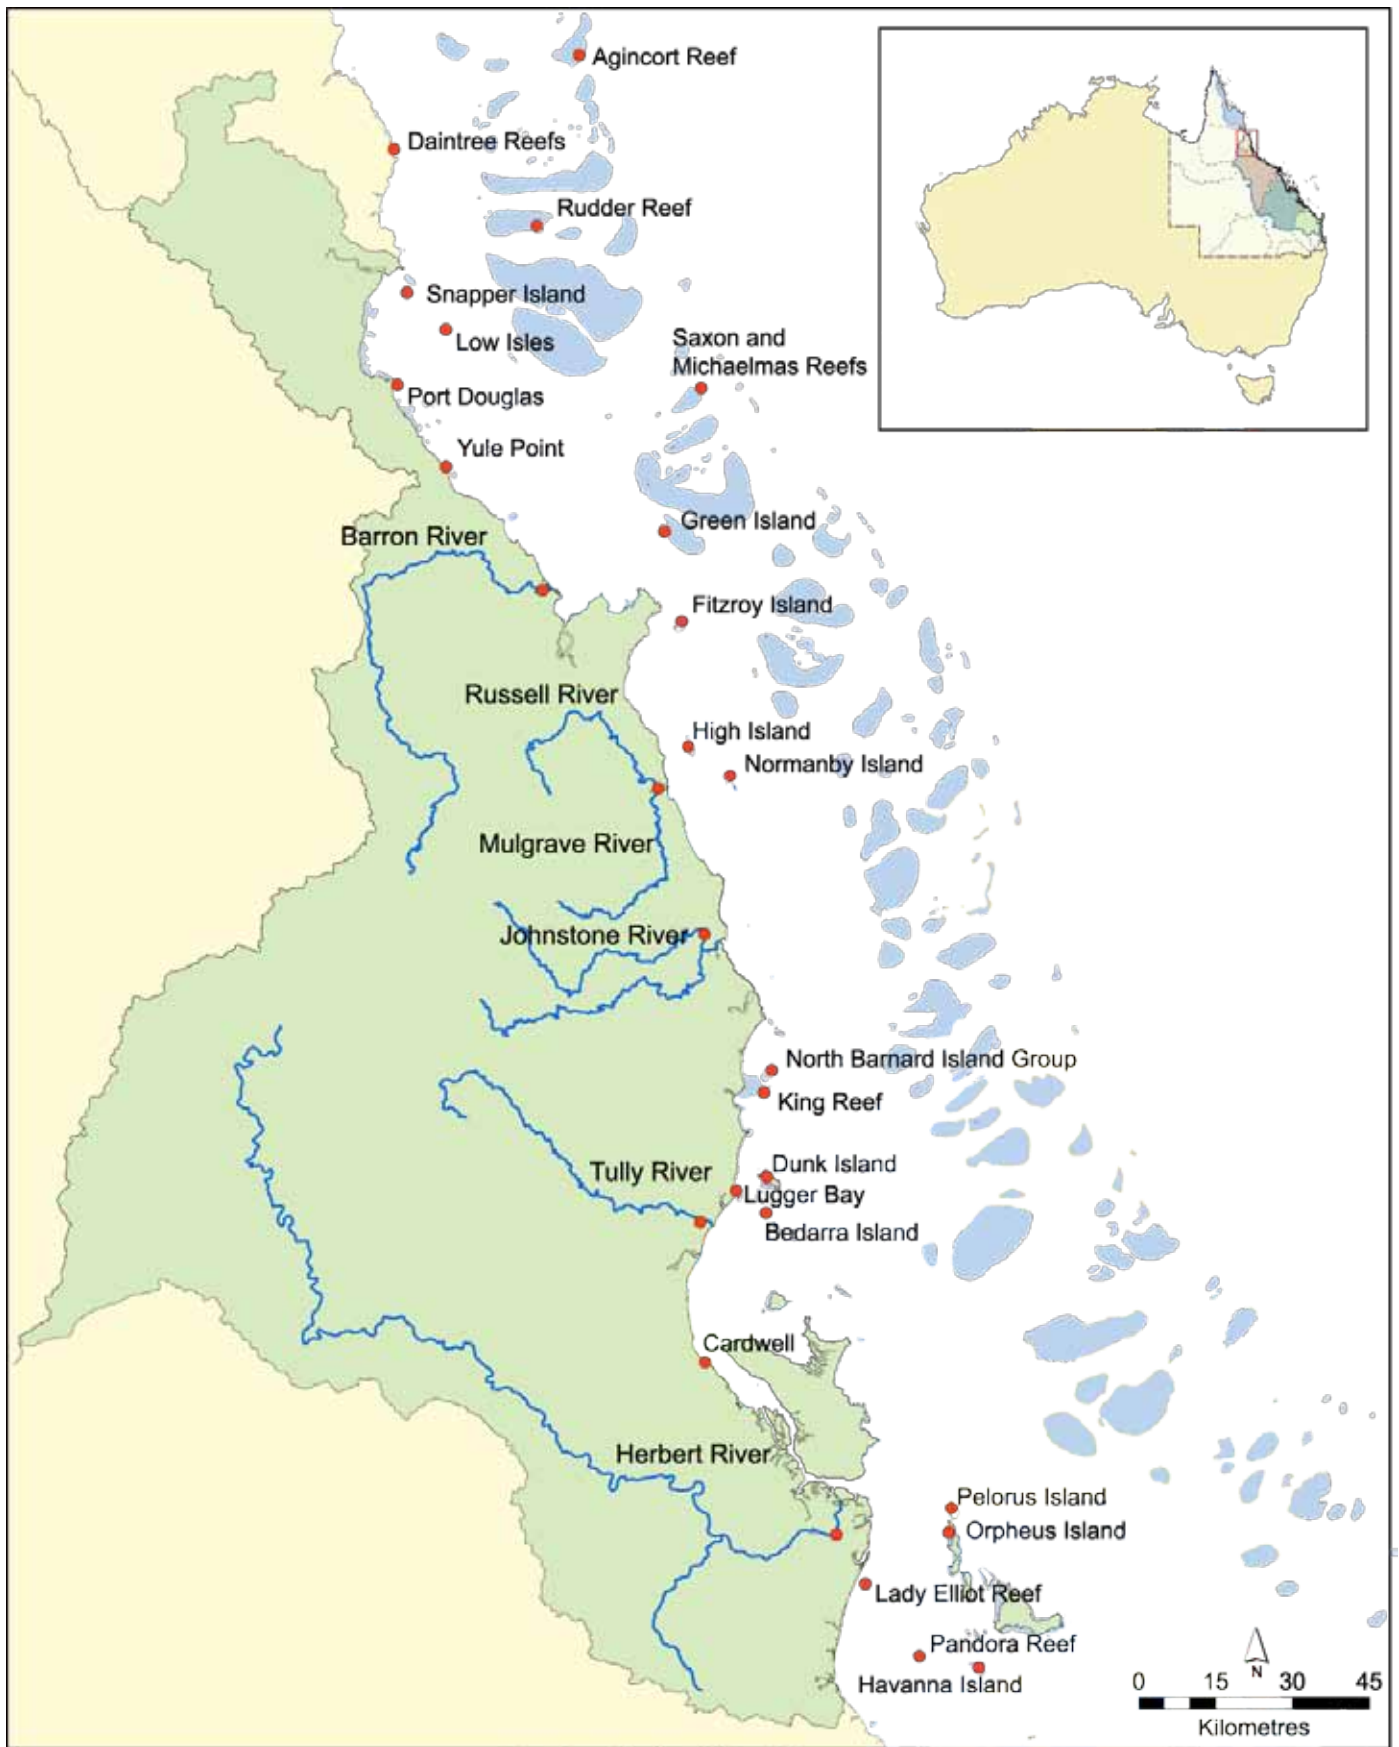 Agincort Reef
Daintree Reefs
Rudder Reef
Snapper Island
Low Isles
Saxon and
Michaelmas Reefs
Port Douglas
Yule Point
Green Island
Barron River
Fitzroy Island
Russell River
High Island
Normanby Island
Mulgrave River
Johnstone River
North Barnard Island Group
King Reef
Dunk Island
Tully River
Lugger Bay
Bedarra Island
Cardwell
Herbert River
Pelorus Island
Orpheus Island
Lady Elliot Reef
Pandora Reef
Havanna Island
N
0 15 30 45
Kilometres